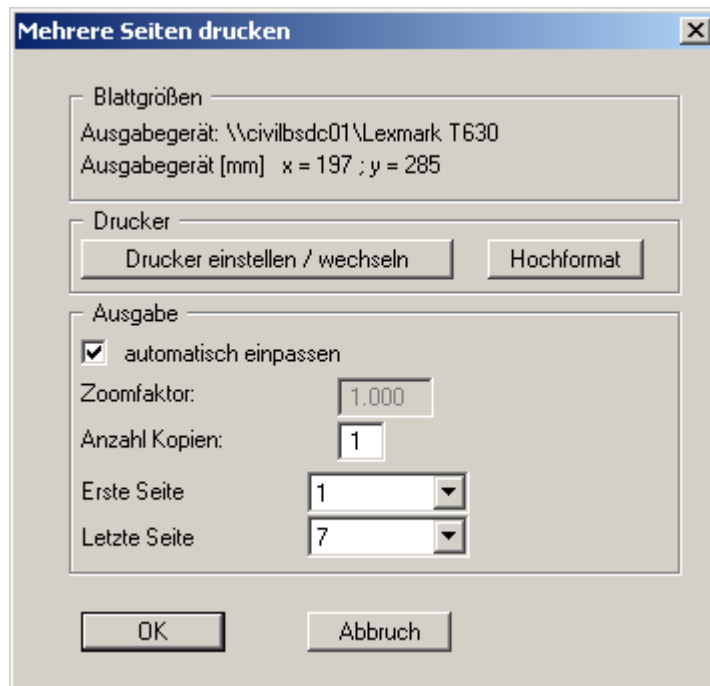 Mehrere Seiten drucken
Blattgrößen
Ausgabegerät: \\civilbsdc01\Lexmark T630
Ausgabegerät [mm] x = 197 ; y = 285
Drucker
Drucker einstellen / wechseln Hochformat
Ausgabe
automatisch einpassen
Zoomfaktor: 1.000
Anzahl Kopien: 1
Erste Seite 1
Letzte Seite 7
OK Abbruch